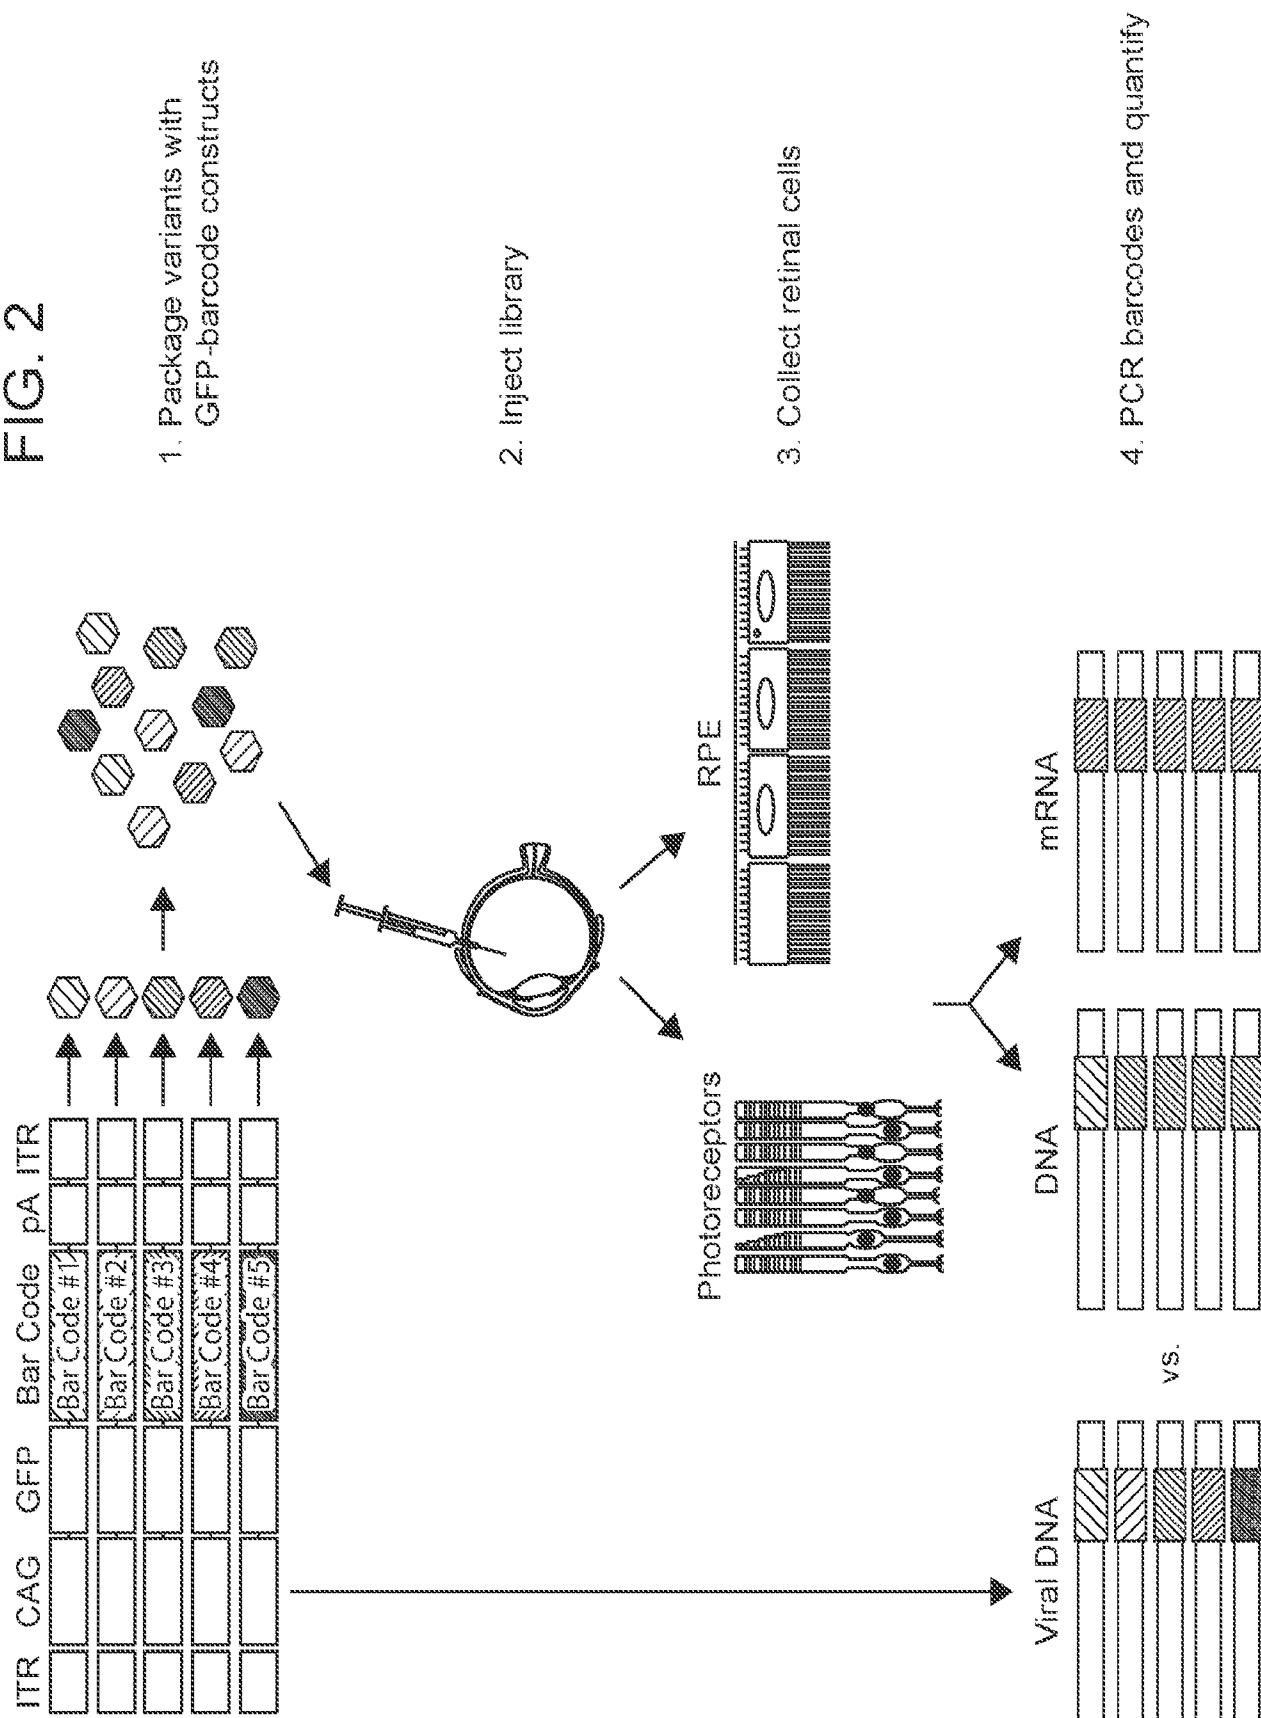 FIG. 2
ITR CAG GFP Bar Code pA ITR
Bar Code #1
Bar Code #2
Bar Code #3
Bar Code #4
Bar Code #5
1. Package variants with
GFP-barcode constructs
2. Inject library
Photoreceptors
RPE
3. Collect retinal cells
Viral DNA
vs.
DNA
mRNA
4. PCR barcodes and quantify